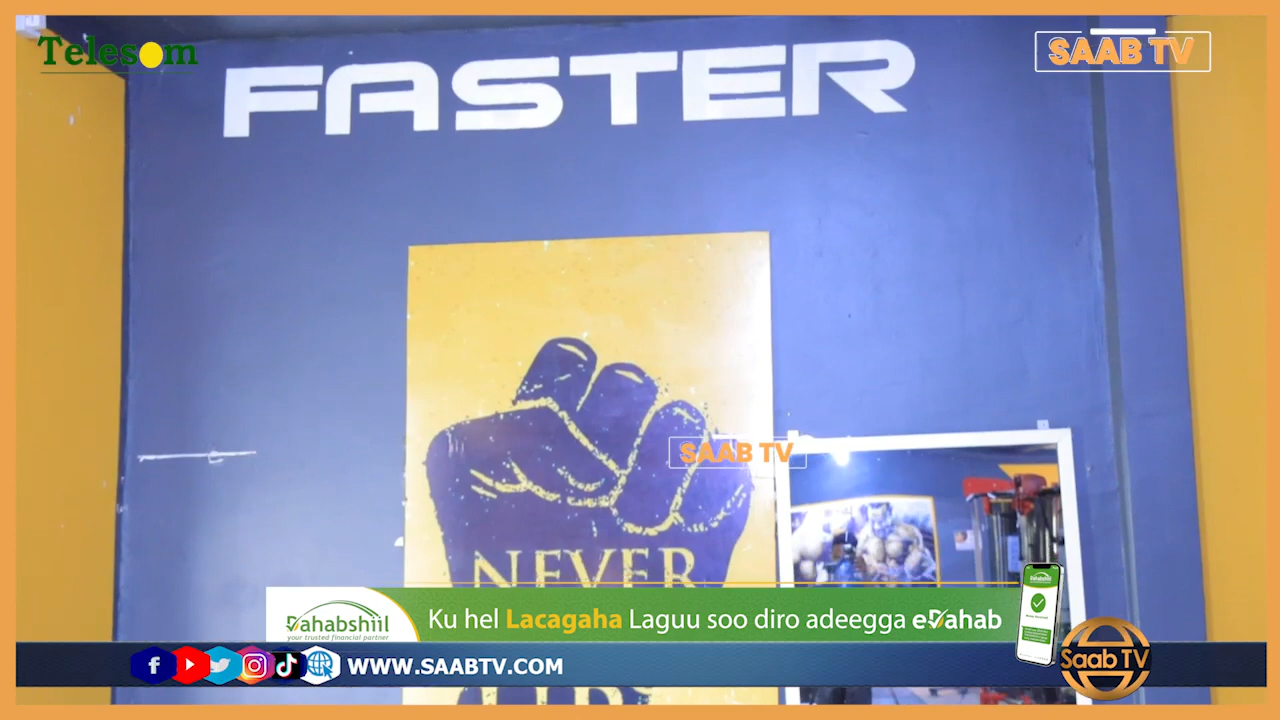 Telesom
SAAB TV
FASTER
SAAB TV
NEVER
Dahabshiil
your trusted financial partner
Ku hel Lacagaha Laguu soo diro adeegga eDahab
Dahabshiil
WWW.SAABTV.COM
Saab TV